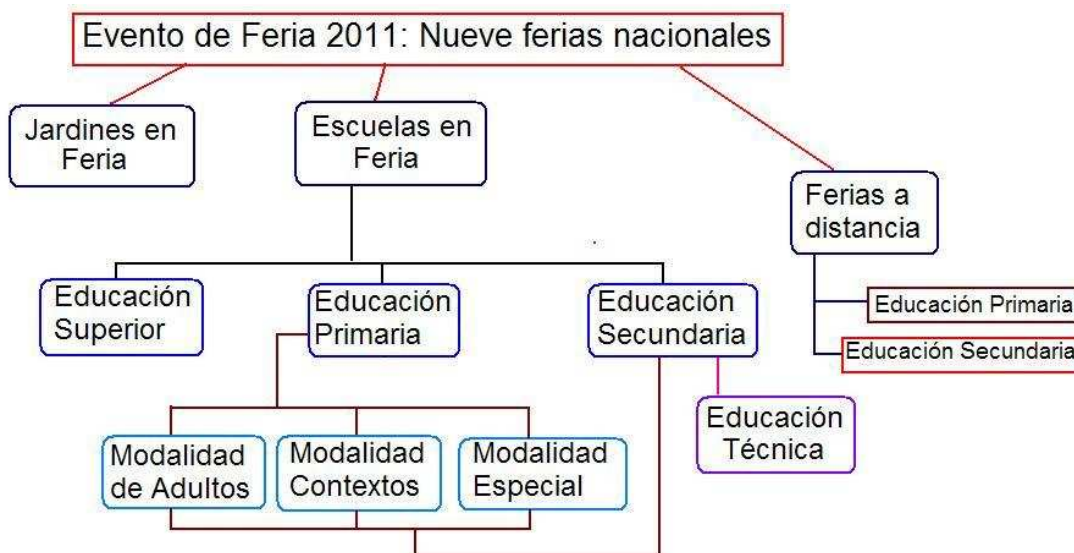 Evento de Feria 2011: Nueve ferias nacionales
Jardines en
Feria
Escuelas en
Feria
Ferias a
distancia
Educación
Superior
Educación
Primaria
Educación
Secundaria
Educación Primaria
Educación Secundaria
Educación
Técnica
Modalidad
de Adultos
Modalidad
Contextos
Modalidad
Especial